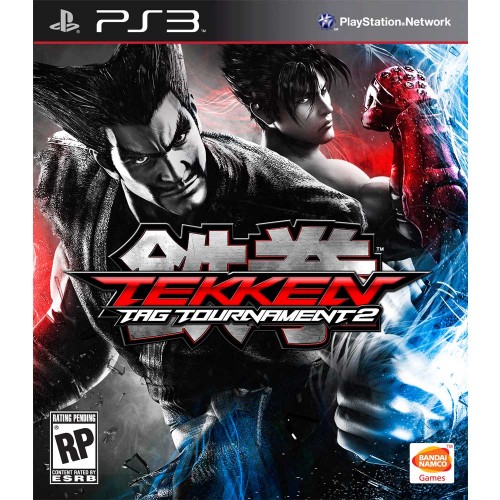 PS3
PlayStation®Network
鉄拳
TM
TEKKEN
TAG TOURNAMENT 2
RATING PENDING
RP
CONTENT RATED BY
ESRB
BANDAI
NAMCO
Games